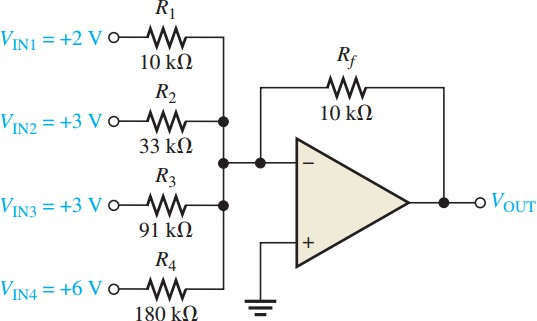 R1
VIN1 = +2 V
10 kΩ
Rf
R2
10 kΩ
VIN2 = +3 V
33 kΩ
−
R3
VIN3 = +3 V
VOUT
91 kΩ
+
R4
VIN4 = +6 V
180 kΩ